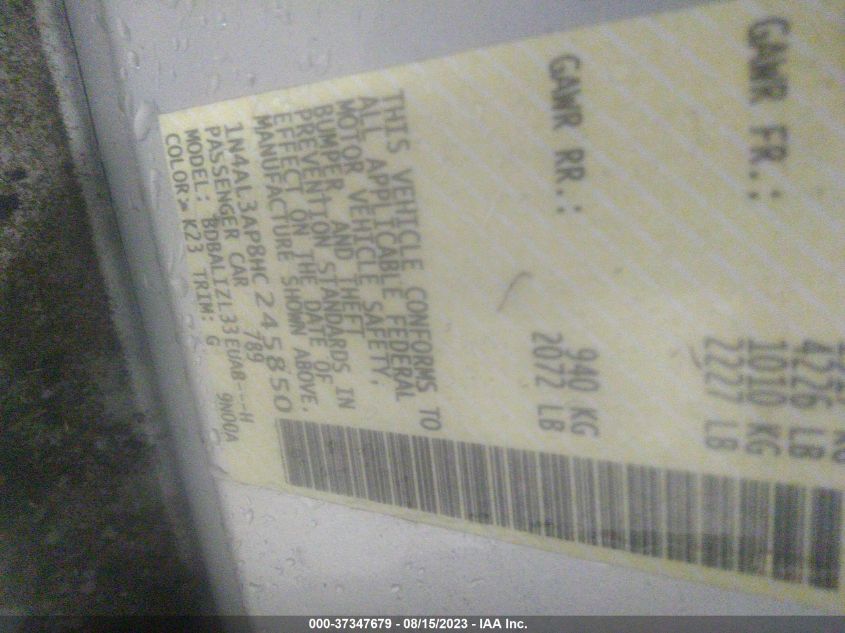 4226 LB
GAWR FR.: 1010 KG
2227 LB
GAWR RR.: 940 KG
2072 LB
THIS VEHICLE CONFORMS TO
ALL APPLICABLE FEDERAL
MOTOR VEHICLE SAFETY,
BUMPER, AND THEFT
PREVENTION STANDARDS IN
EFFECT ON THE DATE OF
MANUFACTURE SHOWN ABOVE.
1N4AL3AP8HC245850
PASSENGER CAR 789
MODEL: BDBALIZL33EUAB---H
COLOR: K23 TRIM: G 9N00A
000-37347679 - 08/15/2023 - IAA Inc.